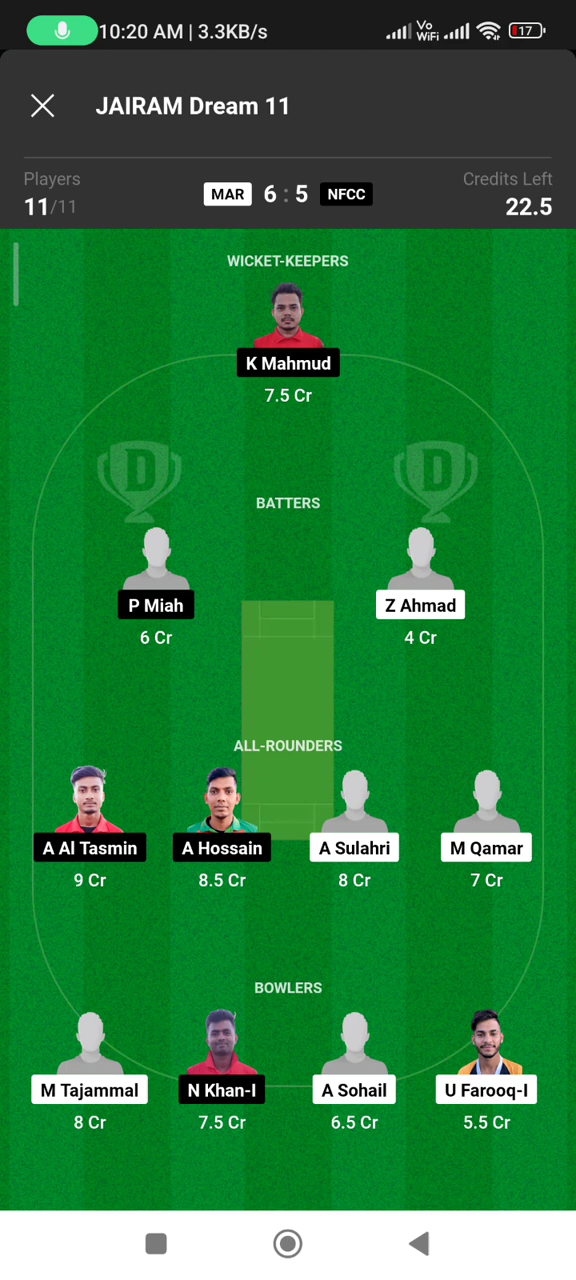 10:20 AM | 3.3KB/s Vo WiFi 17
JAIRAM Dream 11
Players Credits Left
11/11 MAR 6 : 5 NFCC 22.5
WICKET-KEEPERS
K Mahmud
7.5 Cr
D D
BATTERS
P Miah Z Ahmad
6 Cr 4 Cr
ALL-ROUNDERS
A Al Tasmin A Hossain A Sulahri M Qamar
9 Cr 8.5 Cr 8 Cr 7 Cr
BOWLERS
M Tajammal N Khan-I A Sohail U Farooq-I
8 Cr 7.5 Cr 6.5 Cr 5.5 Cr